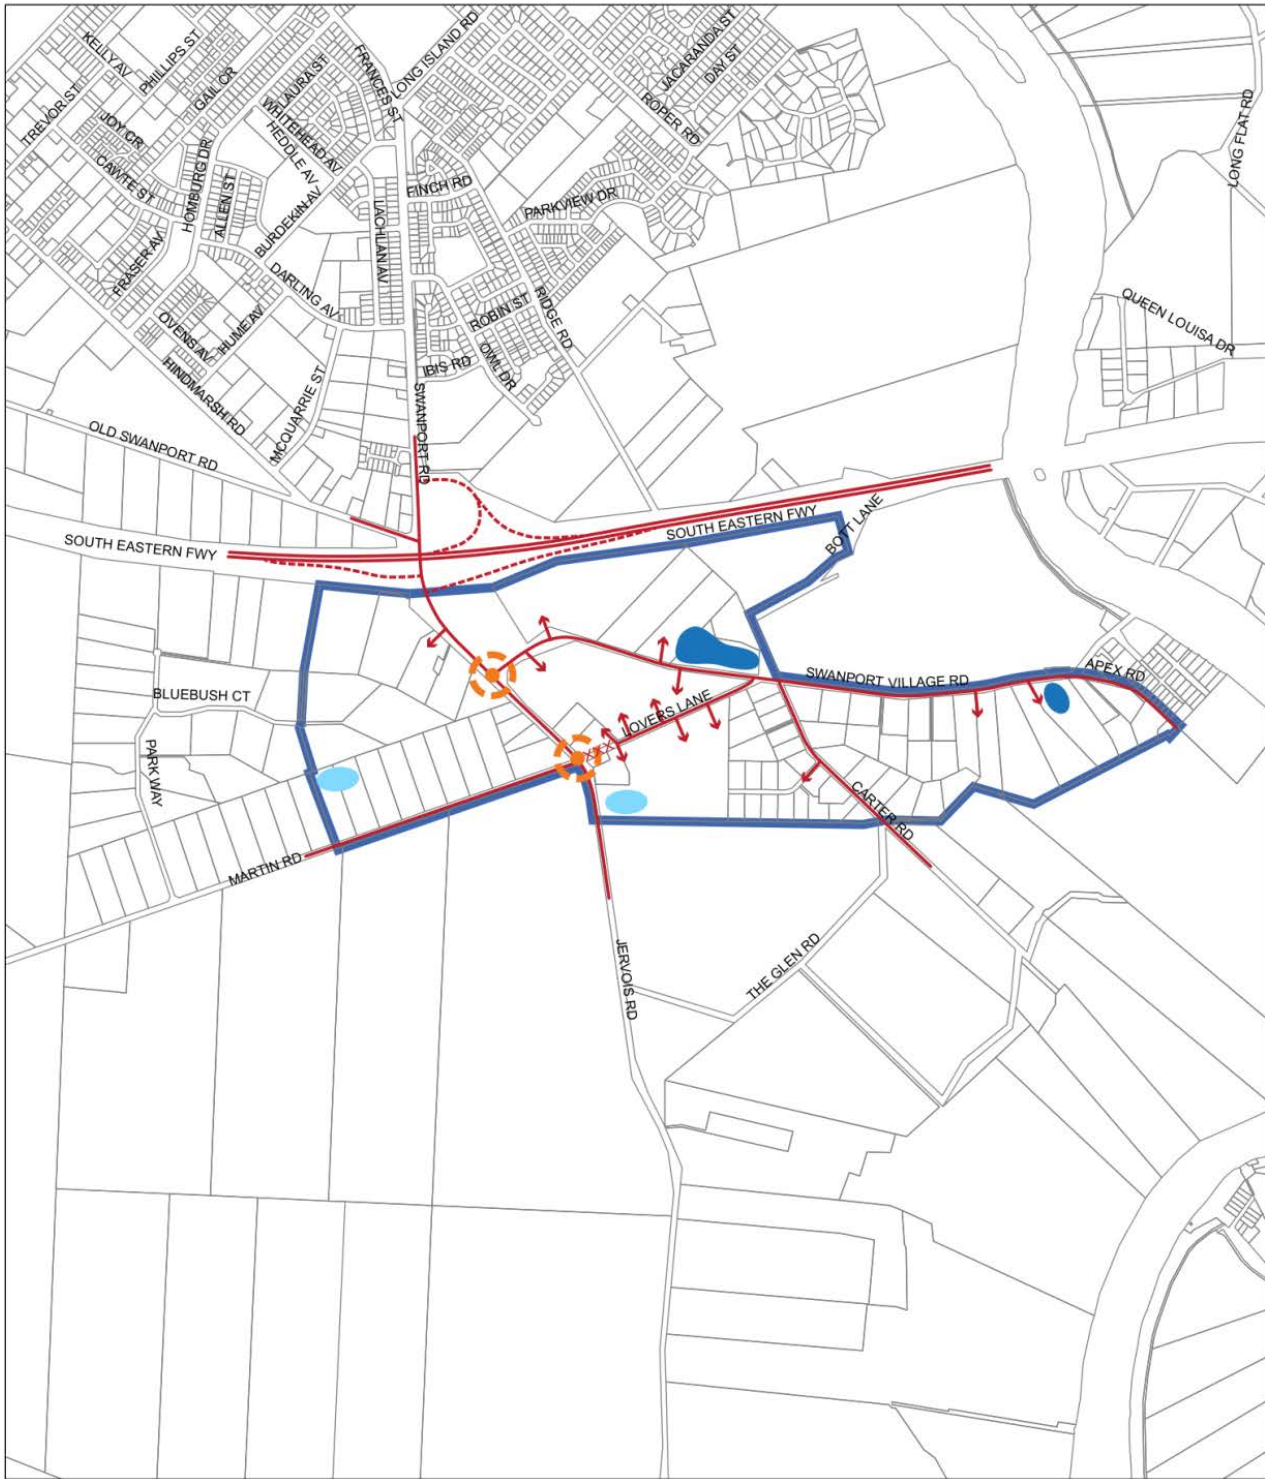 KELLY AV
PHILLIPS ST
TREVOR ST
GAIL CR
LAURA ST
WHITEHEAD AV
HEDDLE AV
FRANCES ST
LONG ISLAND RD
JACARANDA ST
DAY ST
ROPER RD
LONG FLAT RD
JOY CR
CAWTE ST
HOMBURG DR
ALLEN ST
BURDEKIN AV
LACHLAN AV
FINCH RD
PARKVIEW DR
FRASER AV
DARLING AV
OVENS AV
HUME AV
HINDMARSH RD
MCQUARRIE ST
ROBIN ST
RIDGE RD
IBIS RD
OWL DR
SWANPORT RD
QUEEN LOUISA DR
OLD SWANPORT RD
SOUTH EASTERN FWY
SOUTH EASTERN FWY
BOTT LANE
SWANPORT VILLAGE RD
APEX RD
BLUEBUSH CT
PARK WAY
LOVERS LANE
XXX
CARTER RD
MARTIN RD
JERVOIS RD
THE GLEN RD